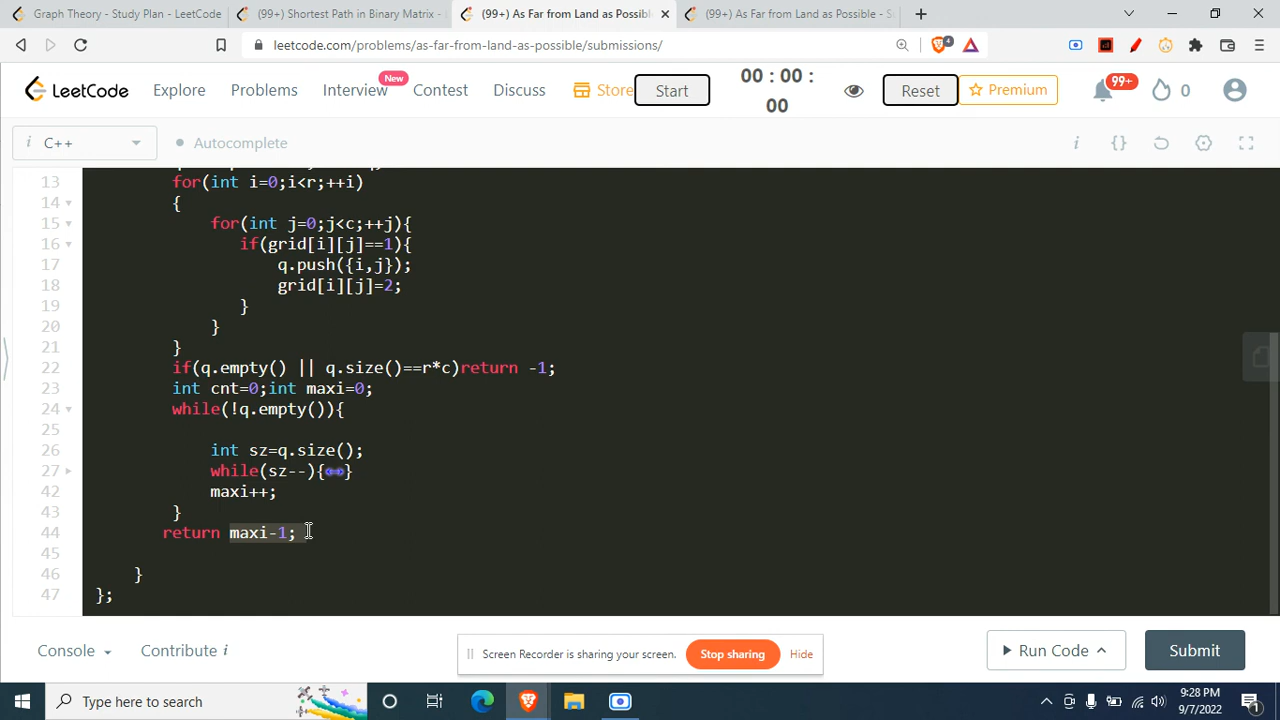 Graph Theory - Study Plan - LeetCode
(99+) Shortest Path in Binary Matrix -
(99+) As Far from Land as Possible
(99+) As Far from Land as Possible - S
leetcode.com/problems/as-far-from-land-as-possible/submissions/
4
LeetCode
Explore
Problems
Interview
New
Contest
Discuss
Store
Start
00 : 00 :
00
Reset
Premium
99+
0
i C++
Autocomplete
i {}
13 for(int i=0;i<r;++i)
14 {
15 for(int j=0;j<c;++j){
16 if(grid[i][j]==1){
17 q.push({i,j});
18 grid[i][j]=2;
19 }
20 }
21 }
22 if(q.empty() || q.size()==r*c)return -1;
23 int cnt=0;int maxi=0;
24 while(!q.empty()){
25
26 int sz=q.size();
27 while(sz--){}
42 maxi++;
43 }
44 return maxi-1;
45
46 }
47 };
Console
Contribute i
Screen Recorder is sharing your screen.
Stop sharing
Hide
Run Code
Submit
Type here to search
9:28 PM
9/7/2022
1